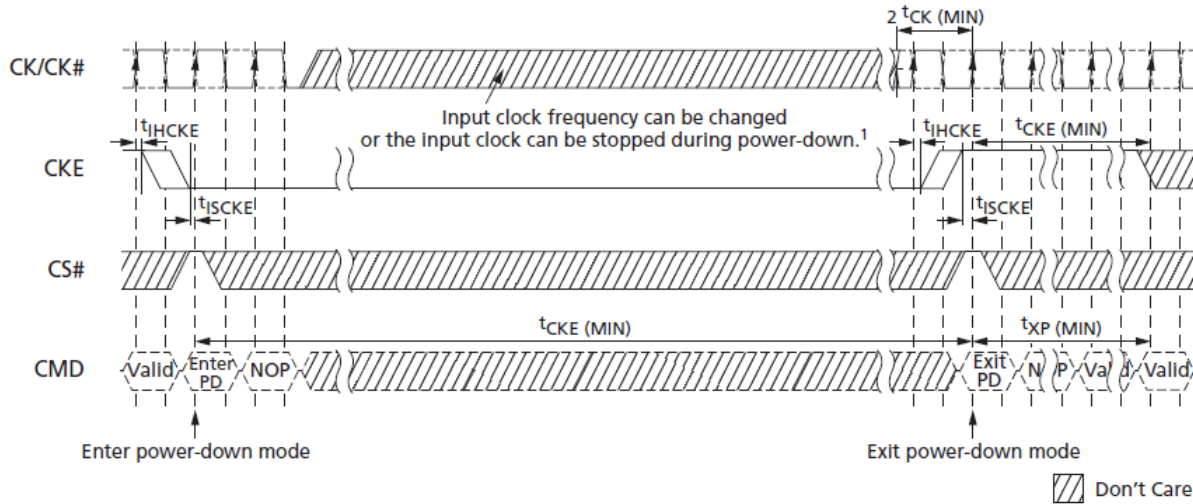 2 tCK (MIN)
CK/CK#
Input clock frequency can be changed
or the input clock can be stopped during power-down.1
tIHCKE
tIHCKE
tCKE (MIN)
CKE
tISCKE
tISCKE
CS#
tCKE (MIN)
tXP (MIN)
CMD
Valid
Enter
PD
NOP
Exit
PD
N P
Val d
Valid
Enter power-down mode
Exit power-down mode
Don't Care